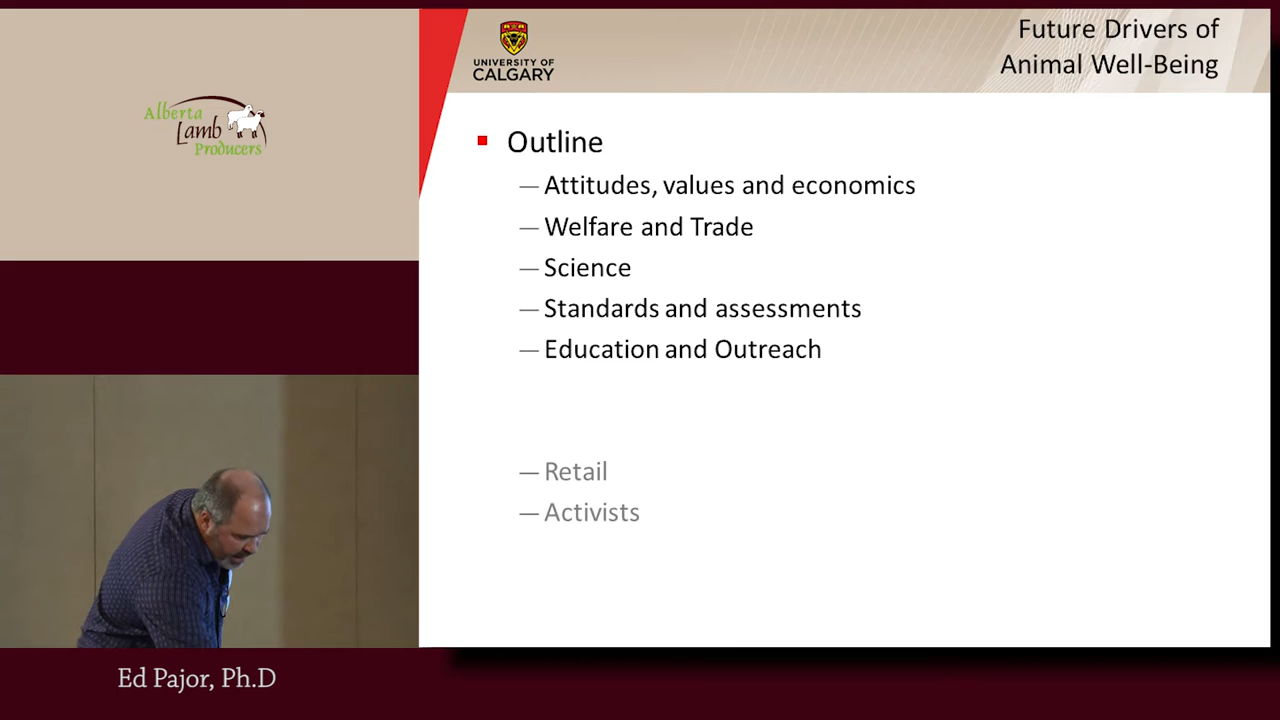 Alberta
Lamb
Producers
UNIVERSITY OF
CALGARY
Future Drivers of
Animal Well-Being
Outline
— Attitudes, values and economics
— Welfare and Trade
— Science
— Standards and assessments
— Education and Outreach
— Retail
— Activists
Ed Pajor, Ph.D